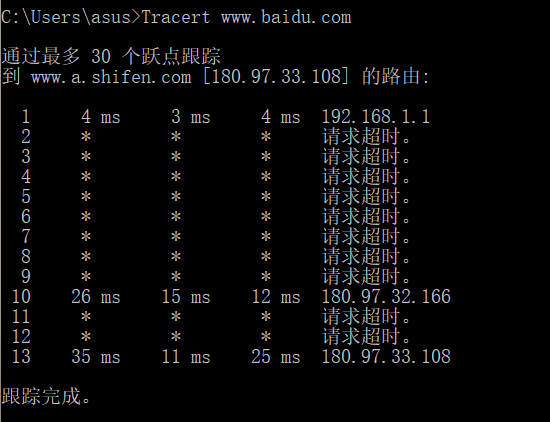 C:\Users\asus>Tracert www.baidu.com
通过最多 30 个跃点跟踪
到 www.a.shifen.com [180.97.33.108] 的路由:
1 4 ms 3 ms 4 ms 192.168.1.1
2 * * * 请求超时。
3 * * * 请求超时。
4 * * * 请求超时。
5 * * * 请求超时。
6 * * * 请求超时。
7 * * * 请求超时。
8 * * * 请求超时。
9 * * * 请求超时。
10 26 ms 15 ms 12 ms 180.97.32.166
11 * * * 请求超时。
12 * * * 请求超时。
13 35 ms 11 ms 25 ms 180.97.33.108
跟踪完成。